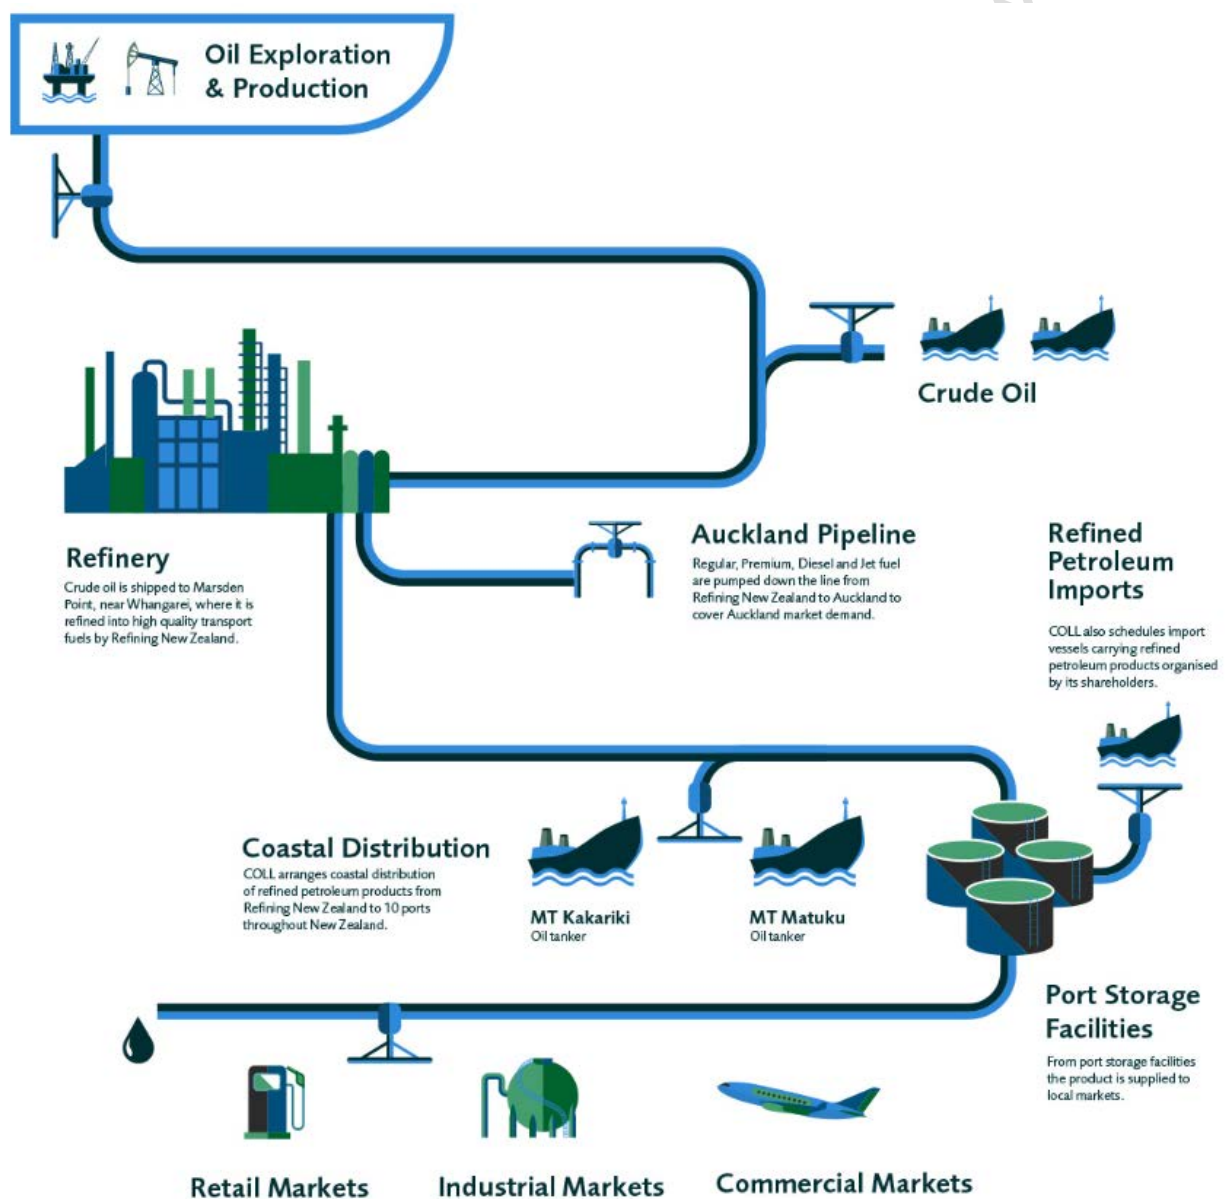 Oil Exploration
& Production
Crude Oil
Refinery
Crude oil is shipped to Marsden
Point, near Whangarei, where it is
refined into high quality transport
fuels by Refining New Zealand.
Auckland Pipeline
Regular, Premium, Diesel and Jet fuel
are pumped down the line from
Refining New Zealand to Auckland to
cover Auckland market demand.
Refined
Petroleum
Imports
COLL also schedules import
vessels carrying refined
petroleum products organised
by its shareholders.
Coastal Distribution
COLL arranges coastal distribution
of refined petroleum products from
Refining New Zealand to 10 ports
throughout New Zealand.
MT Kakariki
Oil tanker
MT Matuku
Oil tanker
Port Storage
Facilities
From port storage facilities
the product is supplied to
local markets.
Retail Markets
Industrial Markets
Commercial Markets